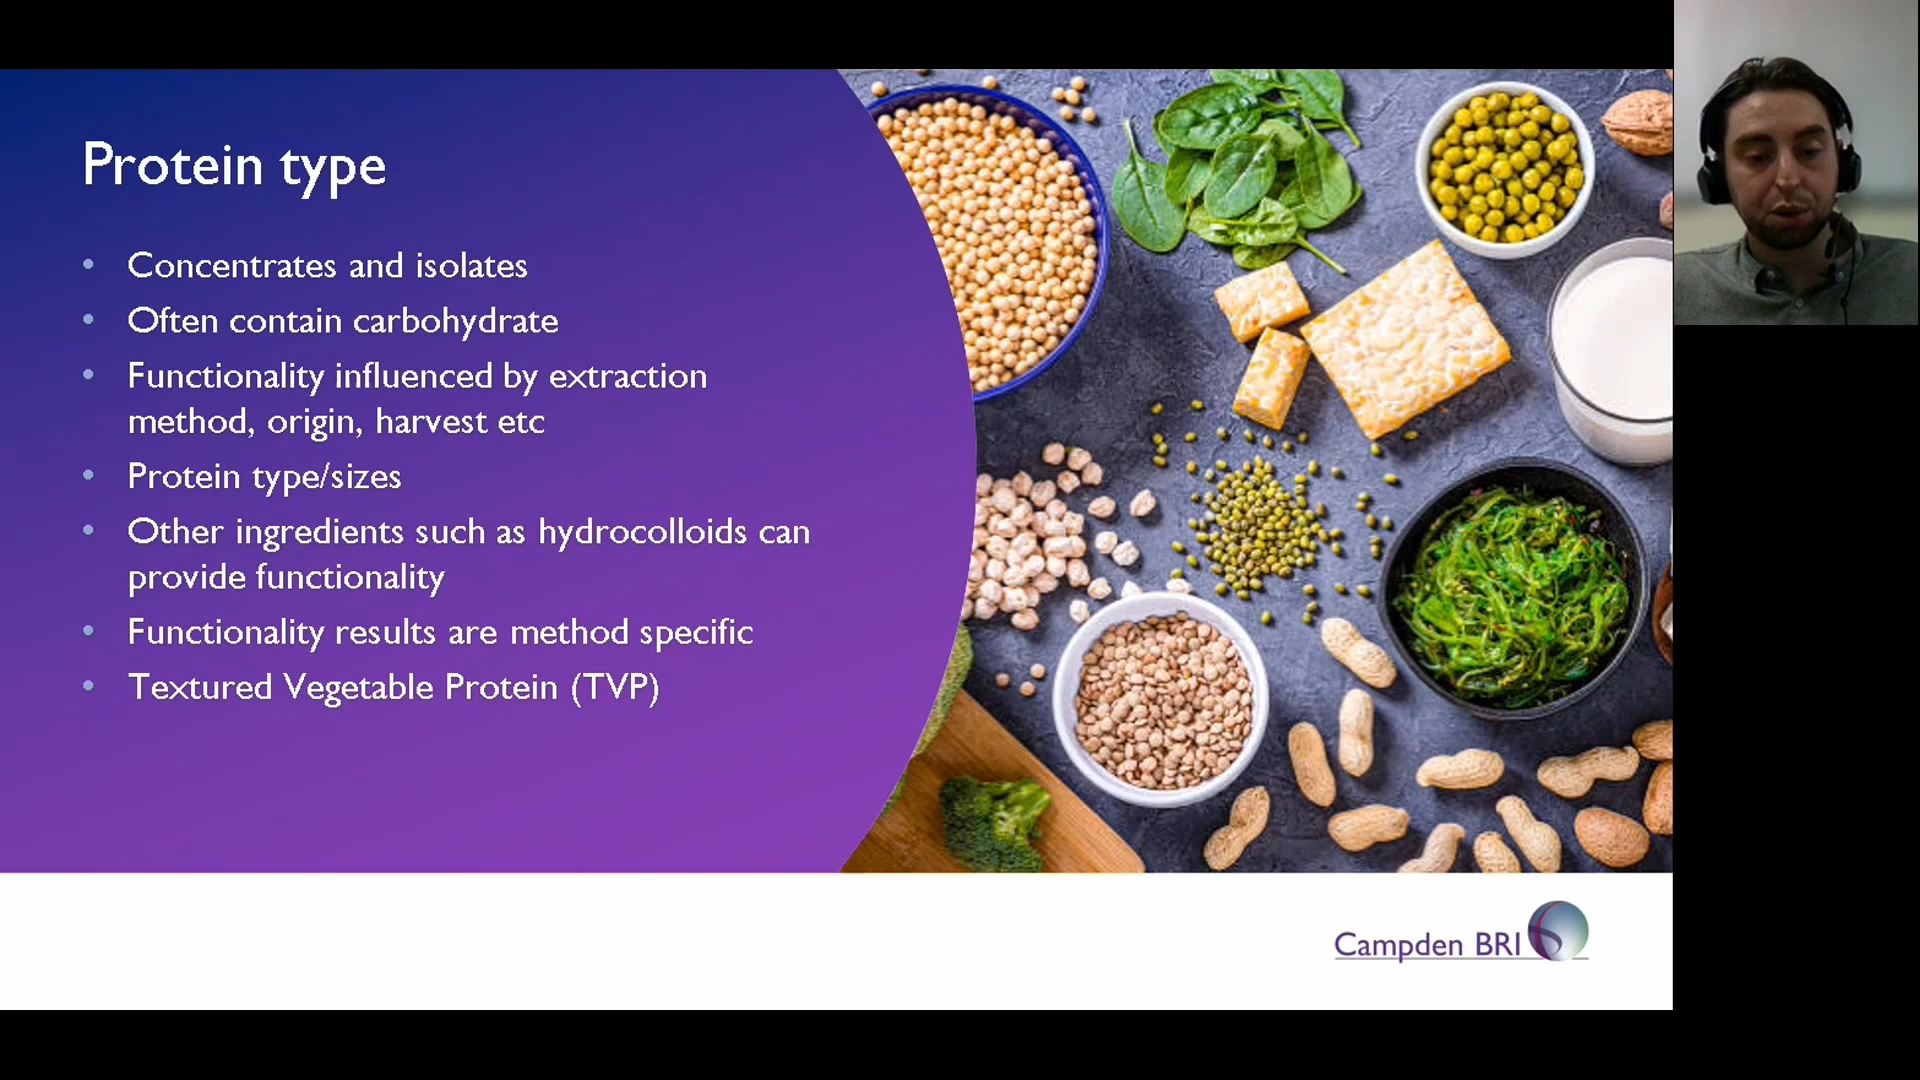 Protein type
• Concentrates and isolates
• Often contain carbohydrate
• Functionality influenced by extraction
method, origin, harvest etc
• Protein type/sizes
• Other ingredients such as hydrocolloids can
provide functionality
• Functionality results are method specific
• Textured Vegetable Protein (TVP)
Campden BRI